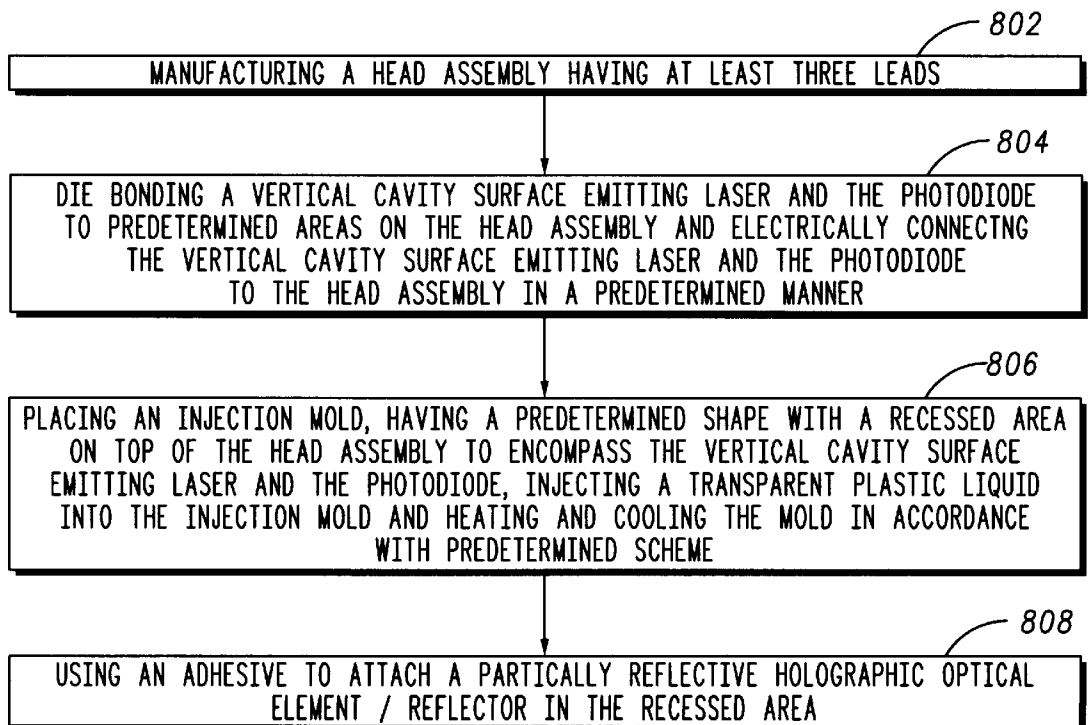 802
MANUFACTURING A HEAD ASSEMBLY HAVING AT LEAST THREE LEADS
804
DIE BONDING A VERTICAL CAVITY SURFACE EMITTING LASER AND THE PHOTODIODE
TO PREDETERMINED AREAS ON THE HEAD ASSEMBLY AND ELECTRICALLY CONNECTNG
THE VERTICAL CAVITY SURFACE EMITTING LASER AND THE PHOTODIODE
TO THE HEAD ASSEMBLY IN A PREDETERMINED MANNER
806
PLACING AN INJECTION MOLD, HAVING A PREDETERMINED SHAPE WITH A RECESSED AREA
ON TOP OF THE HEAD ASSEMBLY TO ENCOMPASS THE VERTICAL CAVITY SURFACE
EMITTING LASER AND THE PHOTODIODE, INJECTING A TRANSPARENT PLASTIC LIQUID
INTO THE INJECTION MOLD AND HEATING AND COOLING THE MOLD IN ACCORDANCE
WITH PREDETERMINED SCHEME
808
USING AN ADHESIVE TO ATTACH A PARTICALLY REFLECTIVE HOLOGRAPHIC OPTICAL
ELEMENT / REFLECTOR IN THE RECESSED AREA